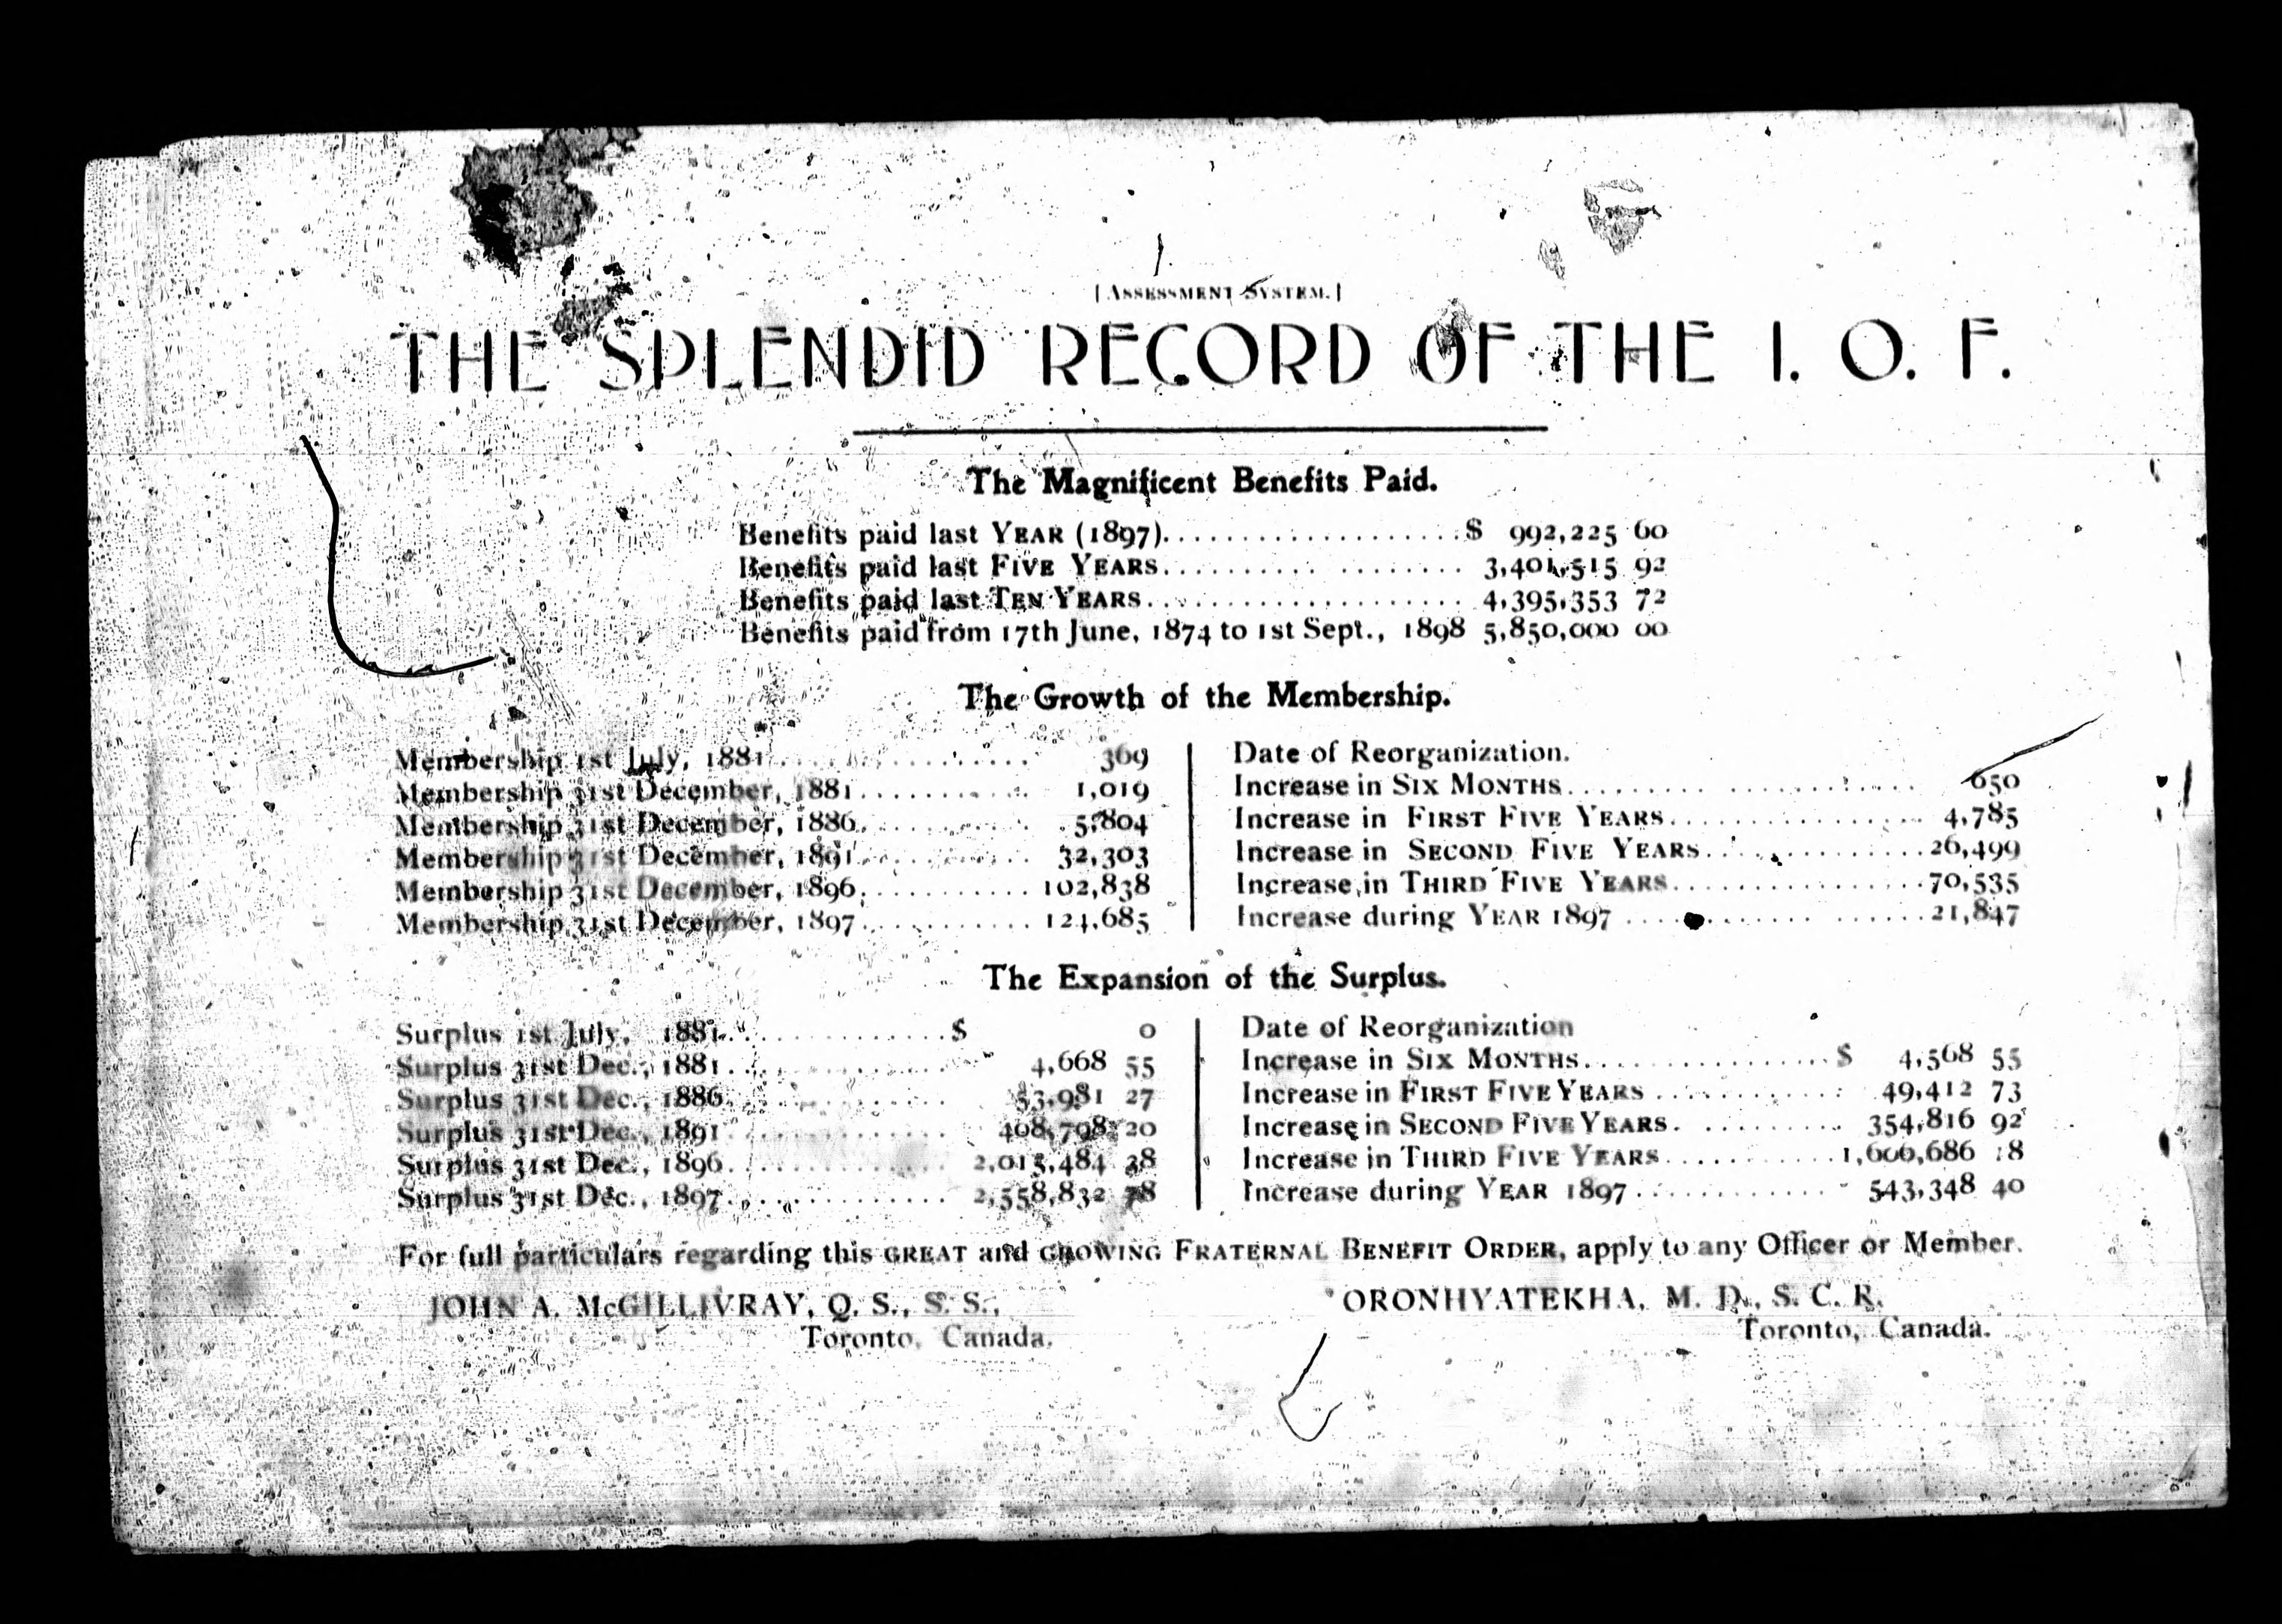 [ASSESSMENT SYSTEM.]
THE SPLENDID RECORD OF THE I. O. F.
The Magnificent Benefits Paid.
Benefits paid last YEAR (1897)....................$ 992,225 60
Benefits paid last FIVE YEARS.................... 3,401,515 92
Benefits paid last TEN YEARS.................... 4,395,353 72
Benefits paid from 17th June, 1874 to 1st Sept., 1898 5,850,000 00
The Growth of the Membership.
Membership 1st July, 1881.................... 369
Membership 31st December, 1881............ 1,019
Membership 31st December, 1886............ 5,804
Membership 31st December, 1891............ 32,303
Membership 31st December, 1896............ 102,838
Membership 31st December, 1897............ 124,685
Date of Reorganization.
Increase in SIX MONTHS.................... 650
Increase in FIRST FIVE YEARS.................... 4,785
Increase in SECOND FIVE YEARS.................... 26,499
Increase in THIRD FIVE YEARS.................... 70,535
Increase during YEAR 1897.................... 21,847
The Expansion of the Surplus.
Surplus 1st July, 1881....................$ 0
Surplus 31st Dec., 1881.................... 4,668 55
Surplus 31st Dec., 1886.................... 53,981 27
Surplus 31st Dec., 1891.................... 408,798 20
Surplus 31st Dec., 1896.................... 2,015,484 38
Surplus 31st Dec., 1897.................... 2,558,832 78
Date of Reorganization
Increase in SIX MONTHS....................$ 4,568 55
Increase in FIRST FIVE YEARS.................... 49,412 73
Increase in SECOND FIVE YEARS.................... 354,816 92
Increase in THIRD FIVE YEARS.................... 1,606,686 18
Increase during YEAR 1897.................... 543,348 40
For full particulars regarding this GREAT and GROWING FRATERNAL BENEFIT ORDER, apply to any Officer or Member.
JOHN A. McGILLIVRAY, Q. S., S. S.,
Toronto, Canada.
ORONHYATEKHA, M. D., S. C. R.
Toronto, Canada.